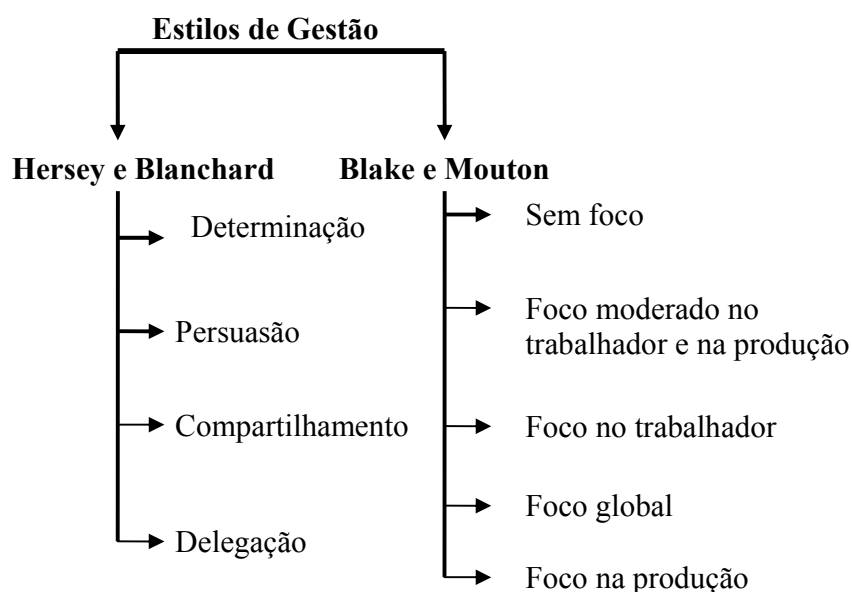 Estilos de Gestão
Hersey e Blanchard
Blake e Mouton
Determinação
Persuasão
Compartilhamento
Delegação
Sem foco
Foco moderado no
trabalhador e na produção
Foco no trabalhador
Foco global
Foco na produção